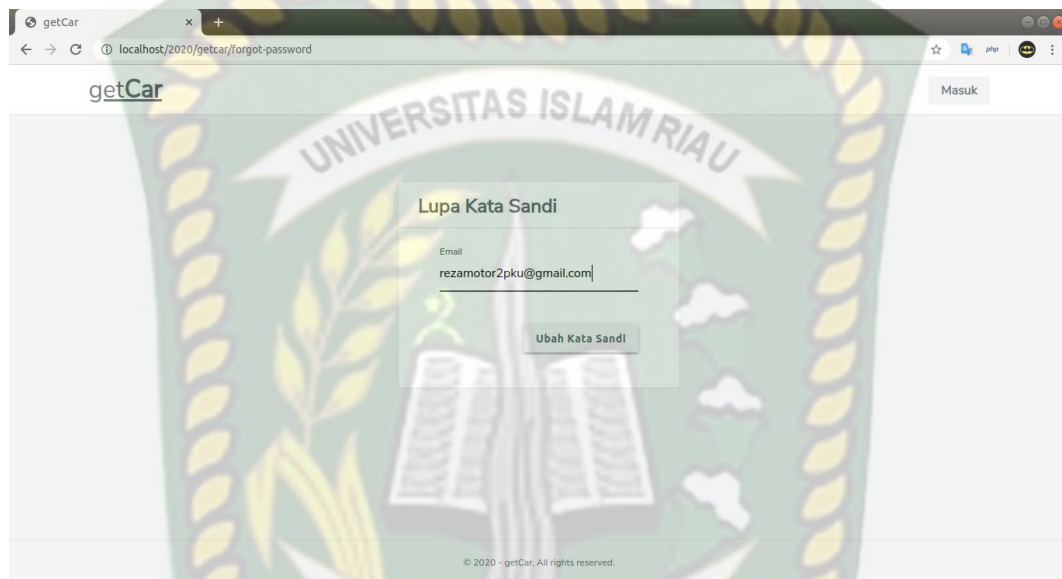 getCar
localhost/2020/getcar/forgot-password
php
getCar
Masuk
UNIVERSITAS ISLAM RIAU
Lupa Kata Sandi
Email
rezamotor2pku@gmail.com
Ubah Kata Sandi
© 2020 - getCar, All rights reserved.